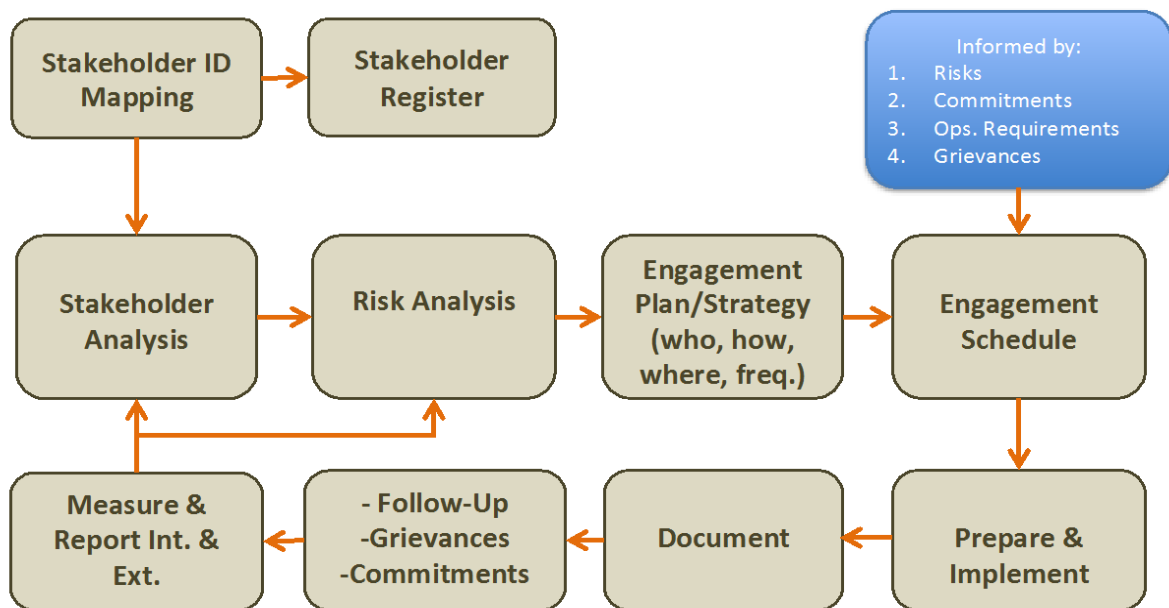 Stakeholder ID
Mapping
Stakeholder
Register
Informed by:
1. Risks
2. Commitments
3. Ops. Requirements
4. Grievances
Stakeholder
Analysis
Risk Analysis
Engagement
Plan/Strategy
(who, how,
where, freq.)
Engagement
Schedule
Measure &
Report Int. &
Ext.
- Follow-Up
-Grievances
-Commitments
Document
Prepare &
Implement